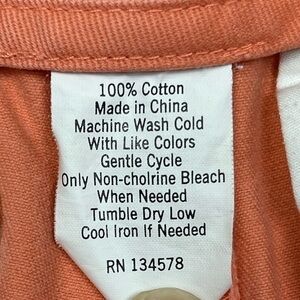 100% Cotton
Made in China
Machine Wash Cold
With Like Colors
Gentle Cycle
Only Non-cholrine Bleach
When Needed
Tumble Dry Low
Cool Iron If Needed
RN 134578